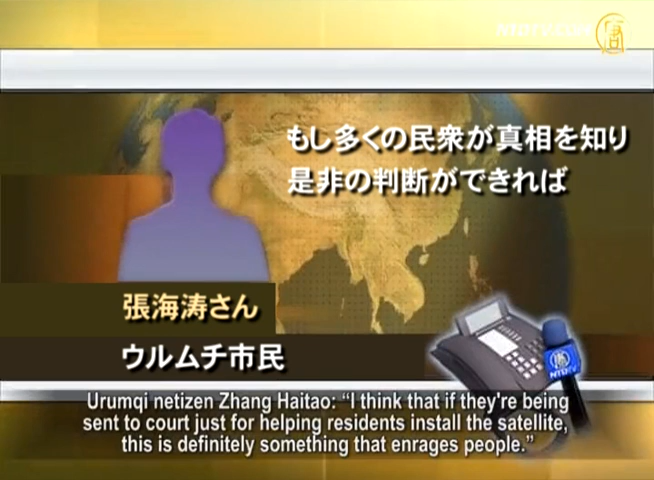 NTDTV.COM
もし多くの民衆が真相を知り
是非の判断ができれば
張海涛さん
ウルムチ市民
NTDTV
Urumqi netizen Zhang Haitao: “I think that if they're being
sent to court just for helping residents install the satellite,
this is definitely something that enrages people.”